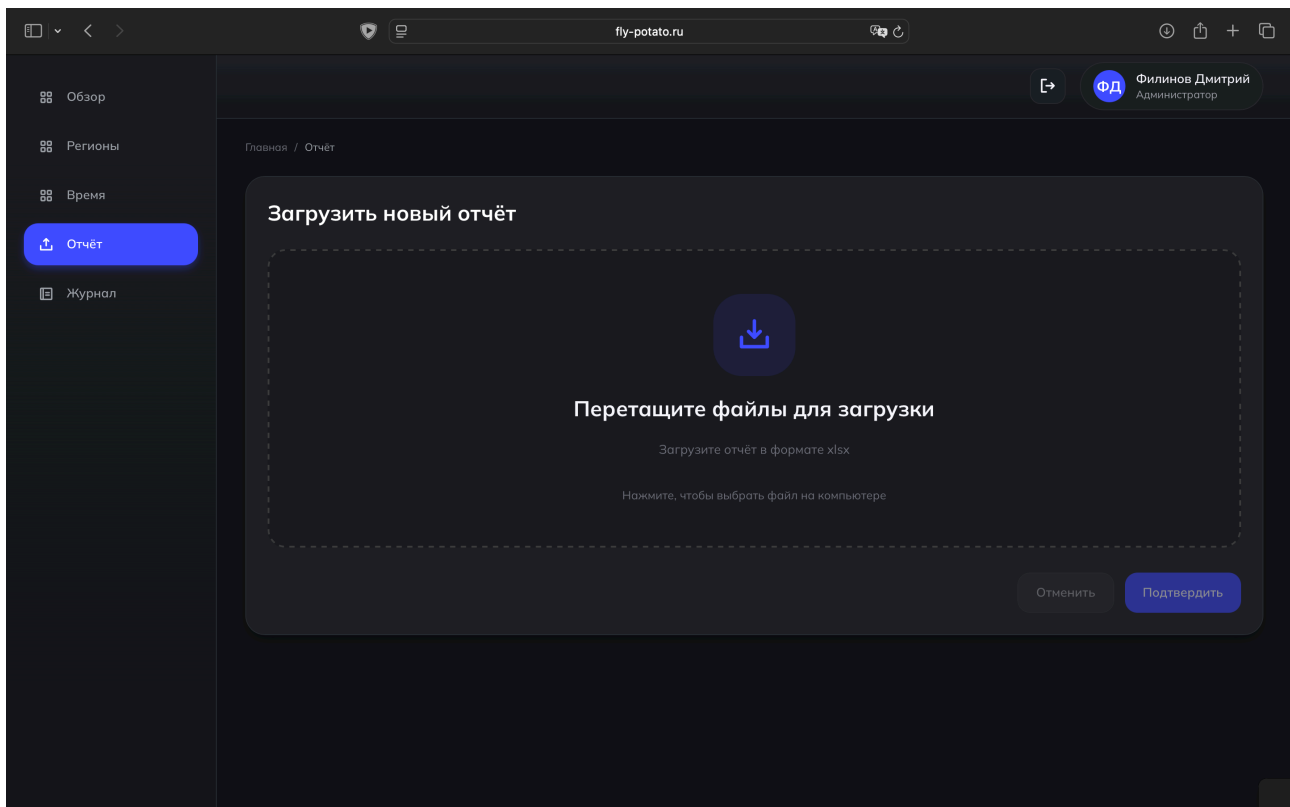 fly-potato.ru
ФД
Филинов Дмитрий
Администратор
Обзор
Регионы
Время
Отчёт
Журнал
Главная / Отчёт
Загрузить новый отчёт
Перетащите файлы для загрузки
Загрузите отчёт в формате xlsx
Нажмите, чтобы выбрать файл на компьютере
Отменить
Подтвердить